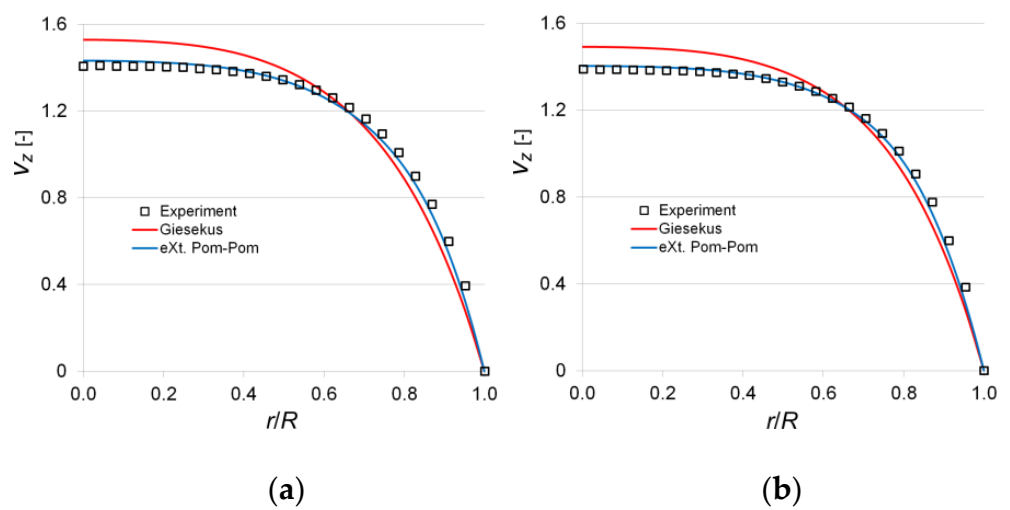 1.6
1.2
0.8
0.4
0
v_z [-]
Experiment
Giesekus
eXt. Pom-Pom
0.0 0.2 0.4 0.6 0.8 1.0
r/R
(a)
1.6
1.2
0.8
0.4
0
v_z [-]
Experiment
Giesekus
eXt. Pom-Pom
0.0 0.2 0.4 0.6 0.8 1.0
r/R
(b)